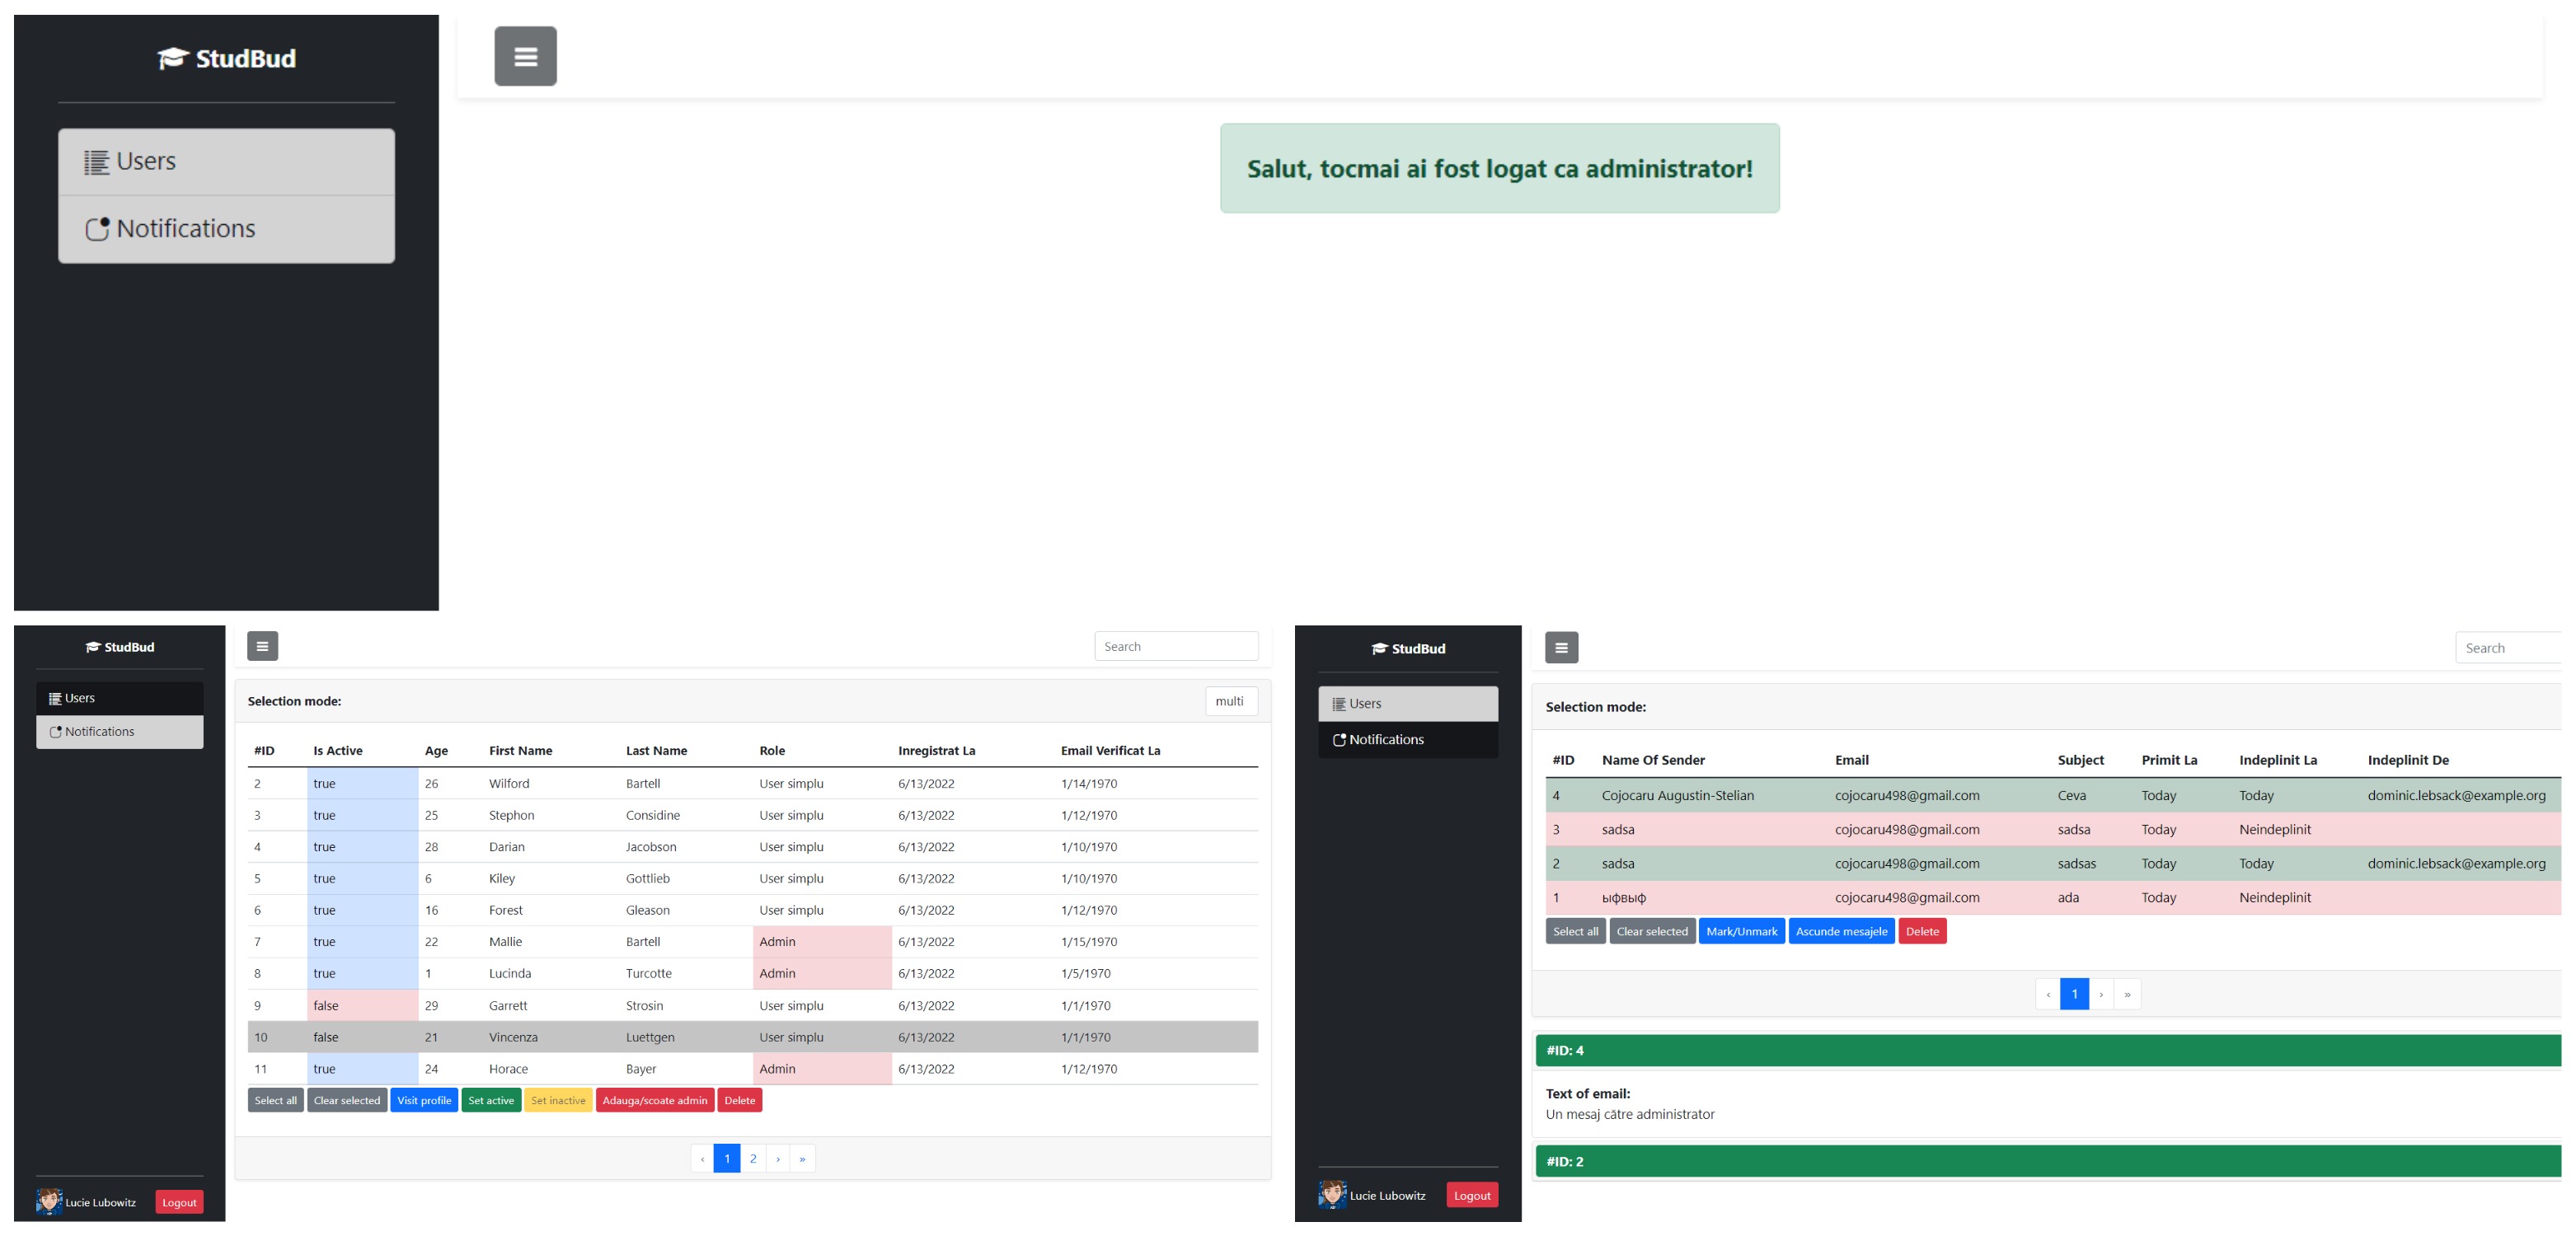 StudBud
Users
Notifications
Salut, tocmai ai fost logat ca administrator!
StudBud
Users
Notifications
Lucie Lubowitz Logout
Search
Selection mode: multi
#ID Is Active Age First Name Last Name Role Inregistrat La Email Verificat La
2 true 26 Wilford Bartell User simplu 6/13/2022 1/14/1970
3 true 25 Stephon Considine User simplu 6/13/2022 1/12/1970
4 true 28 Darian Jacobson User simplu 6/13/2022 1/10/1970
5 true 6 Kiley Gottlieb User simplu 6/13/2022 1/10/1970
6 true 16 Forest Gleason User simplu 6/13/2022 1/12/1970
7 true 22 Mallie Bartell Admin 6/13/2022 1/15/1970
8 true 1 Lucinda Turcotte Admin 6/13/2022 1/5/1970
9 false 29 Garrett Strosin User simplu 6/13/2022 1/1/1970
10 false 21 Vincenza Luettgen User simplu 6/13/2022 1/1/1970
11 true 24 Horace Bayer Admin 6/13/2022 1/12/1970
Select all Clear selected Visit profile Set active Set inactive Adauga/scoate admin Delete
‹ 1 2 › »
StudBud
Users
Notifications
Lucie Lubowitz Logout
Search
Selection mode:
#ID Name Of Sender Email Subject Primit La Indeplinit La Indeplinit De
4 Cojocaru Augustin-Stelian cojocaru498@gmail.com Ceva Today Today dominic.lebsack@example.org
3 sadsa cojocaru498@gmail.com sadsa Today Neindeplinit
2 sadsa cojocaru498@gmail.com sadsas Today Today dominic.lebsack@example.org
1 ыфвыф cojocaru498@gmail.com ada Today Neindeplinit
Select all Clear selected Mark/Unmark Ascunde mesajele Delete
‹ 1 › »
#ID: 4
Text of email:
Un mesaj către administrator
#ID: 2